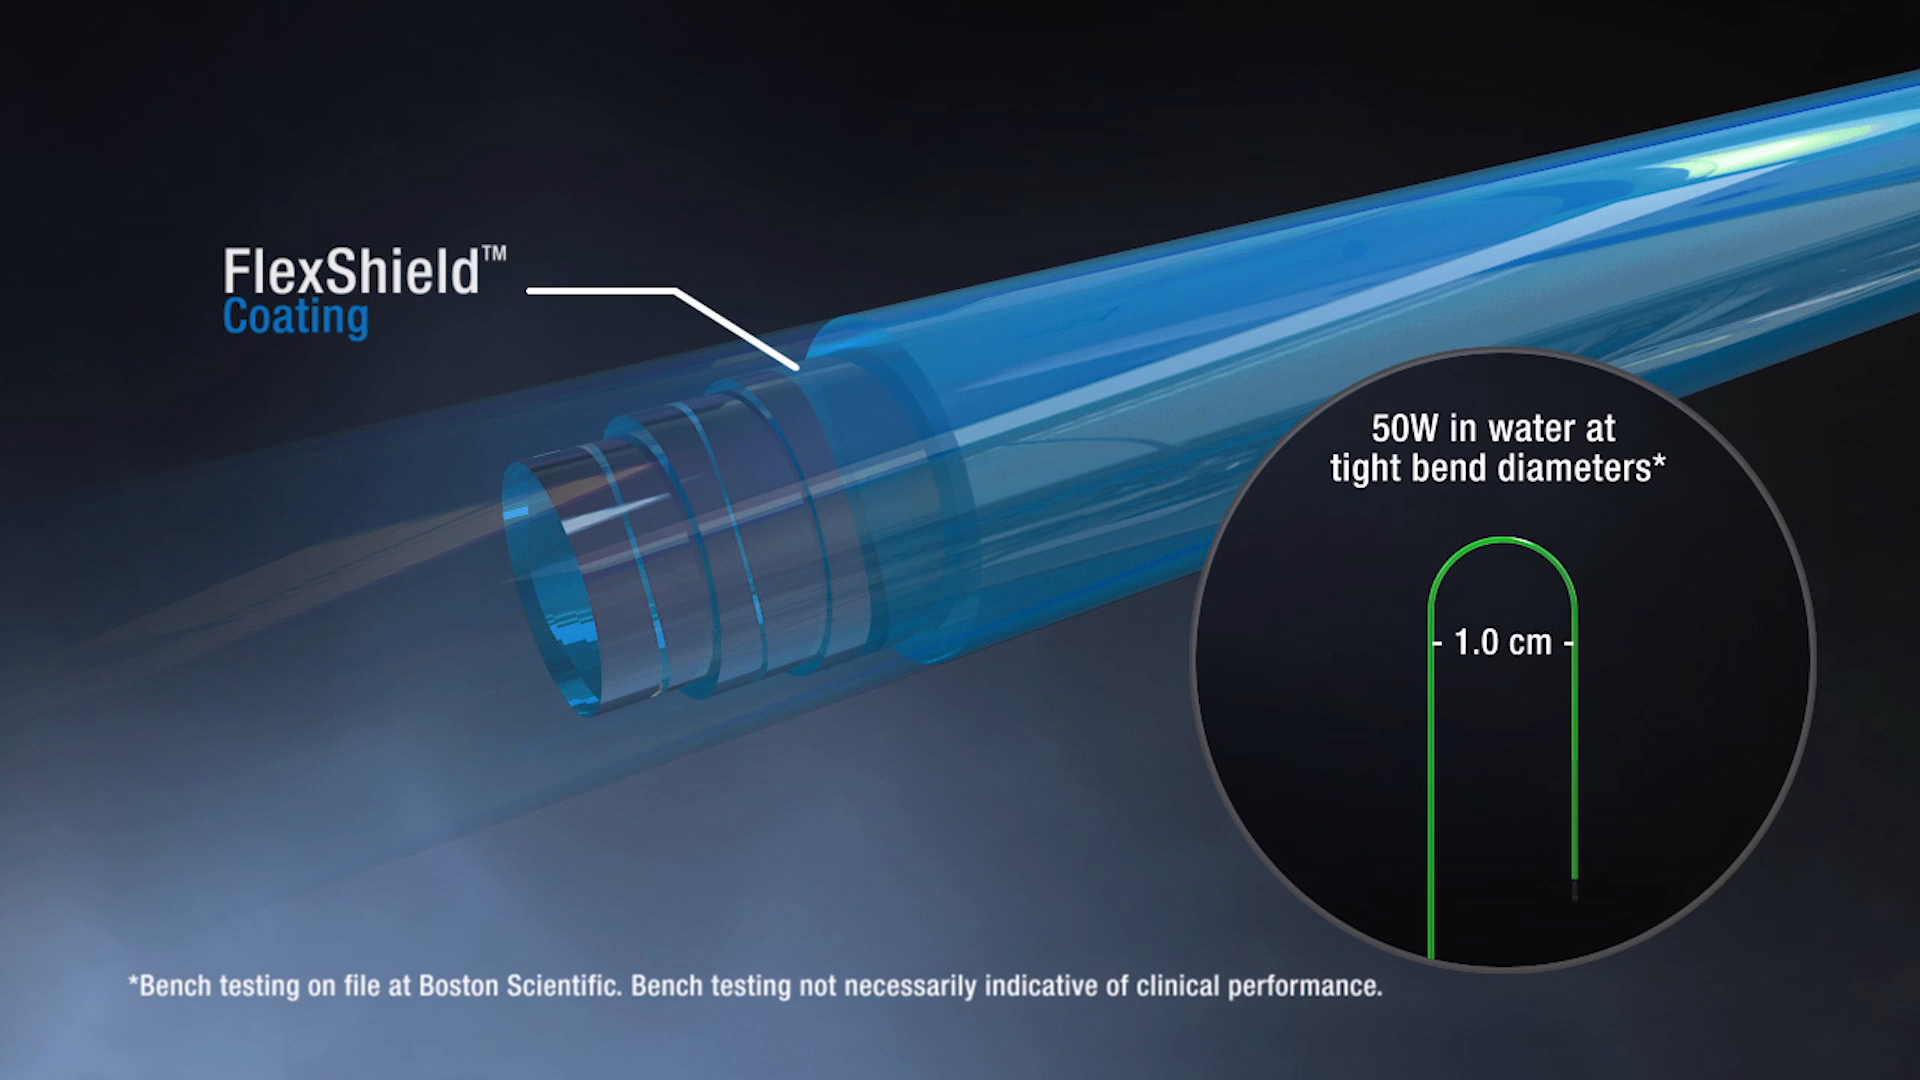 FlexShield™
Coating
50W in water at
tight bend diameters*
- 1.0 cm -
*Bench testing on file at Boston Scientific. Bench testing not necessarily indicative of clinical performance.